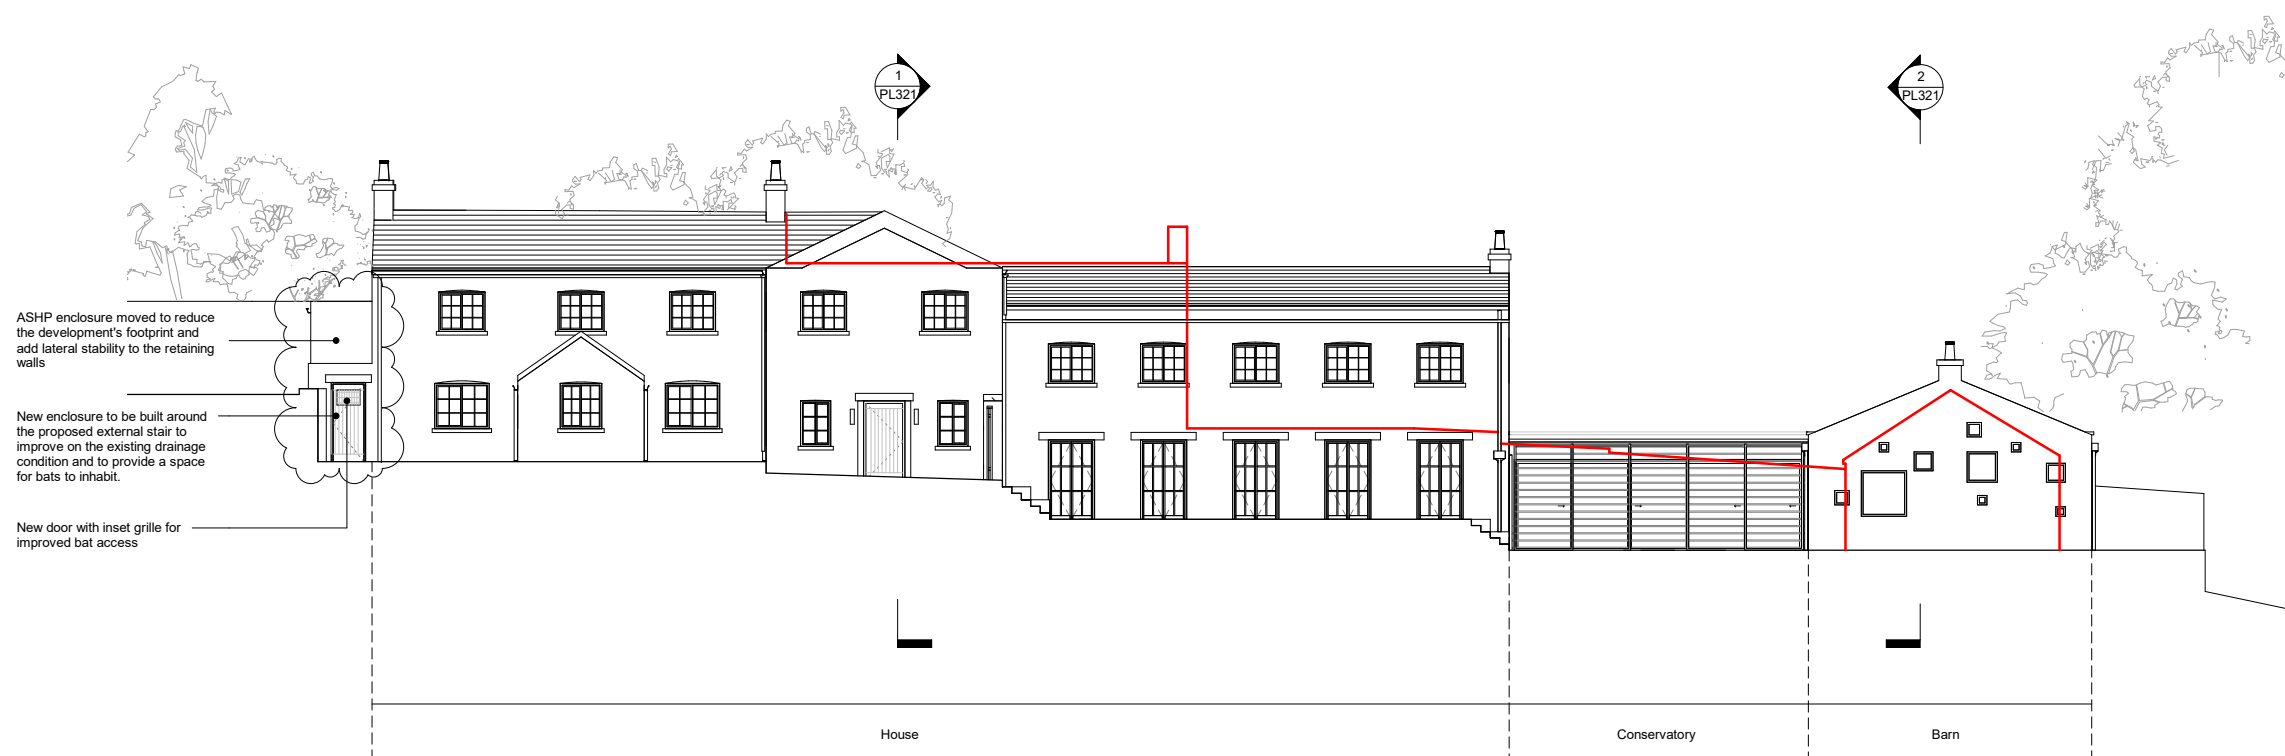 1
PL321
2
PL321
ASHP enclosure moved to reduce
the development's footprint and
add lateral stability to the retaining
walls
New enclosure to be built around
the proposed external stair to
improve on the existing drainage
condition and to provide a space
for bats to inhabit.
New door with inset grille for
improved bat access
House
Conservatory
Barn